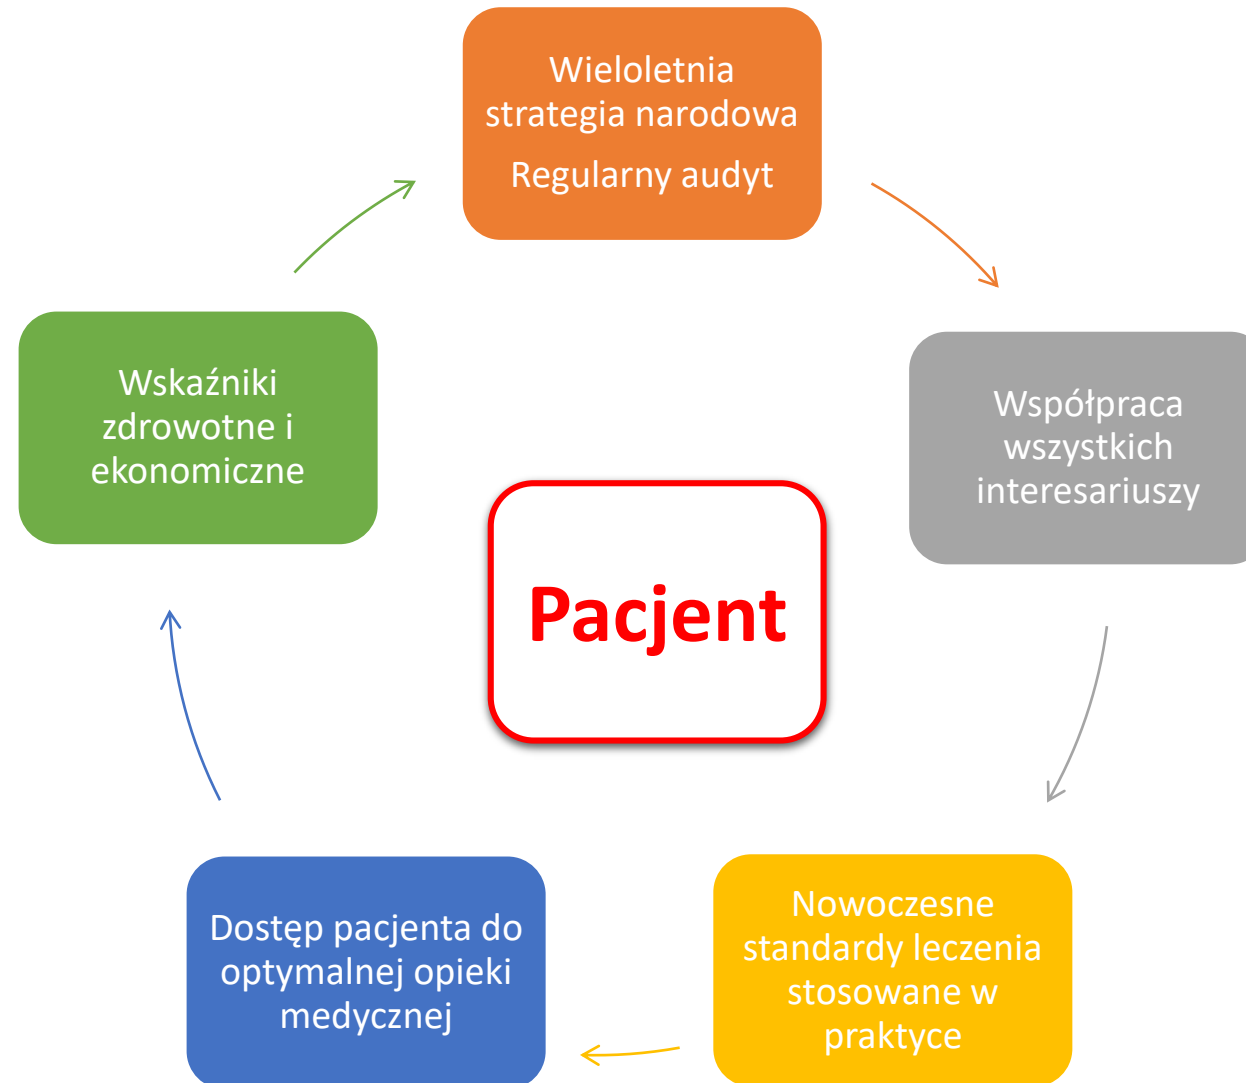 Wieloletnia
strategia narodowa
Regularny audyt
Współpraca
wszystkich
interesariuszy
Nowoczesne
standardy leczenia
stosowane w
praktyce
Dostęp pacjenta do
optymalnej opieki
medycznej
Wskaźniki
zdrowotne i
ekonomiczne
Pacjent